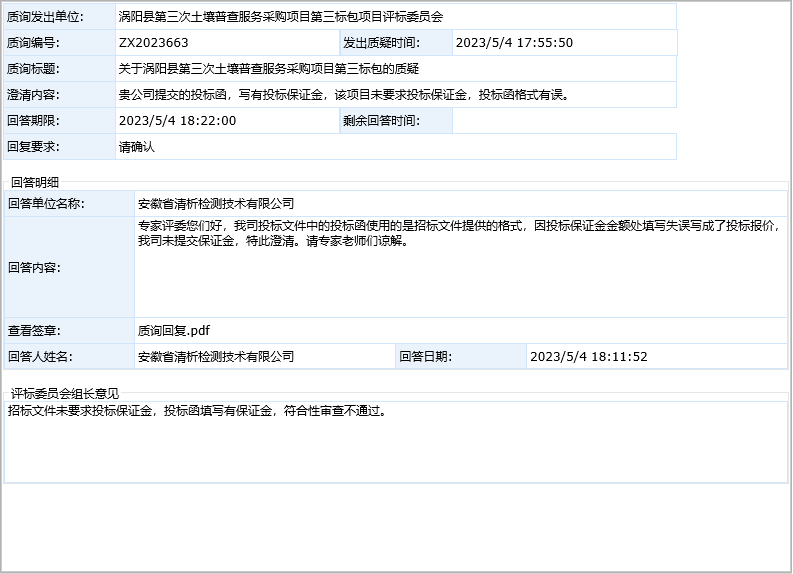 质询发出单位: 涡阳县第三次土壤普查服务采购项目第三标包项目评标委员会
质询编号: ZX2023663 发出质疑时间: 2023/5/4 17:55:50
质询标题: 关于涡阳县第三次土壤普查服务采购项目第三标包的质疑
澄清内容: 贵公司提交的投标函，写有投标保证金，该项目未要求投标保证金，投标函格式有误。
回答期限: 2023/5/4 18:22:00 剩余回答时间:
回复要求: 请确认
回答明细
回答单位名称: 安徽省清析检测技术有限公司
回答内容: 专家评委您们好，我司投标文件中的投标函使用的是招标文件提供的格式，因投标保证金金额处填写失误写成了投标报价，
我司未提交保证金，特此澄清。请专家老师们谅解。
查看签章: 质询回复.pdf
回答人姓名: 安徽省清析检测技术有限公司 回答日期: 2023/5/4 18:11:52
评标委员会组长意见
招标文件未要求投标保证金，投标函填写有保证金，符合性审查不通过。